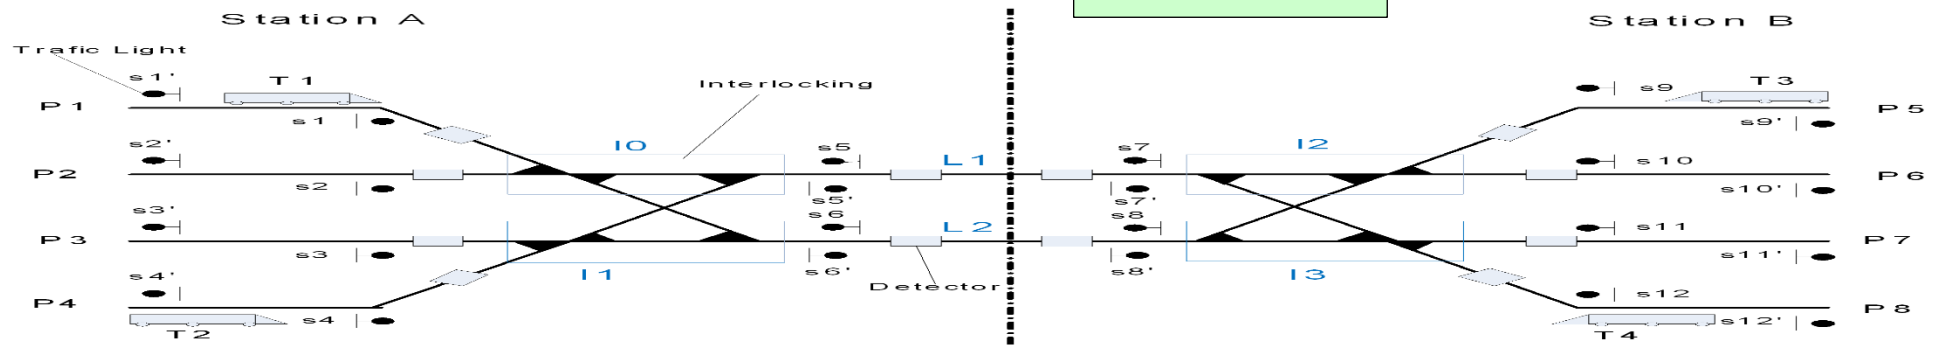 Station A
Station B
Trafic Light
s1'
T1
Interlocking
s9
T3
P1
s1
s9'
P5
s2'
I0
s5
L1
s7
I2
s10
P2
s2
s5'
s7'
s10'
P6
s3'
s6
L2
s8
s11
P3
s3
I1
s6'
s8'
I3
s11'
P7
s4'
Detector
s12
P4
T2
s4
T4
s12'
P8